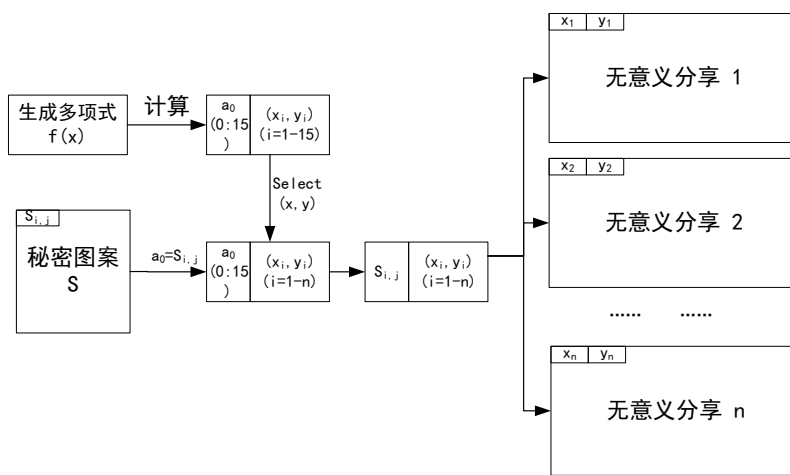 x₁ y₁
无意义分享 1
生成多项式
f(x)
计算
a₀
(0:15
)
(xᵢ,yᵢ)
(i=1-15)
Select
(x,y)
x₂ y₂
无意义分享 2
Sᵢ,ⱼ
秘密图案
S
a₀=Sᵢ,ⱼ
a₀
(0:15
)
(xᵢ,yᵢ)
(i=1-n)
Sᵢ,ⱼ
(xᵢ,yᵢ)
(i=1-n)
…… ……
xₙ yₙ
无意义分享 n